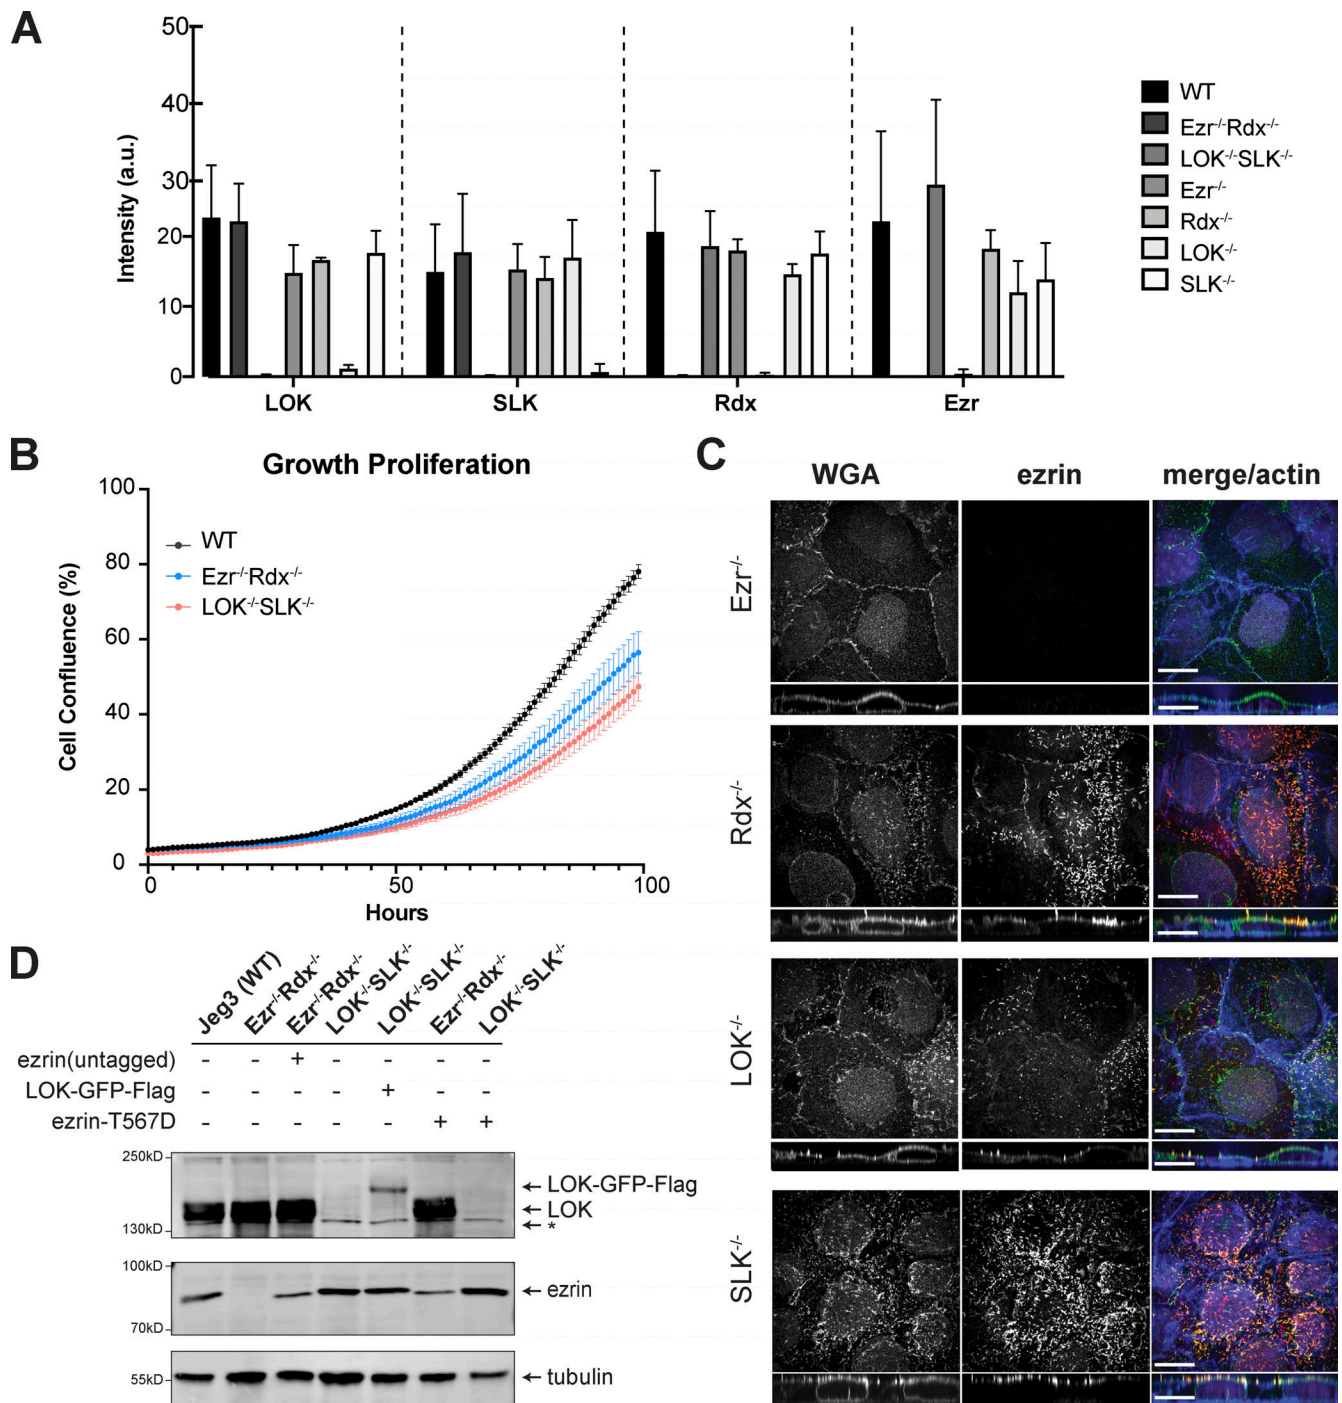 A
50
40
30
20
10
0
Intensity (a.u.)
LOK
SLK
Rdx
Ezr
WT
Ezr-/-Rdx-/-
LOK-/-SLK-/-
Ezr-/-
Rdx-/-
LOK-/-
SLK-/-
B
Growth Proliferation
100
80
60
40
20
0
Cell Confluence (%)
WT
Ezr-/-Rdx-/-
LOK-/-SLK-/-
0
50
100
Hours
C
WGA
ezrin
merge/actin
Ezr-/-
Rdx-/-
LOK-/-
SLK-/-
D
Jeg3 (WT)
Ezr-/-Rdx-/-
Ezr-/-Rdx-/-
LOK-/-SLK-/-
LOK-/-SLK-/-
Ezr-/-Rdx-/-
LOK-/-SLK-/-
ezrin(untagged) - - + - - - -
LOK-GFP-Flag - - - - + - -
ezrin-T567D - - - - - + +
250kD
130kD
LOK-GFP-Flag
LOK
*
100kD
70kD
ezrin
55kD
tubulin